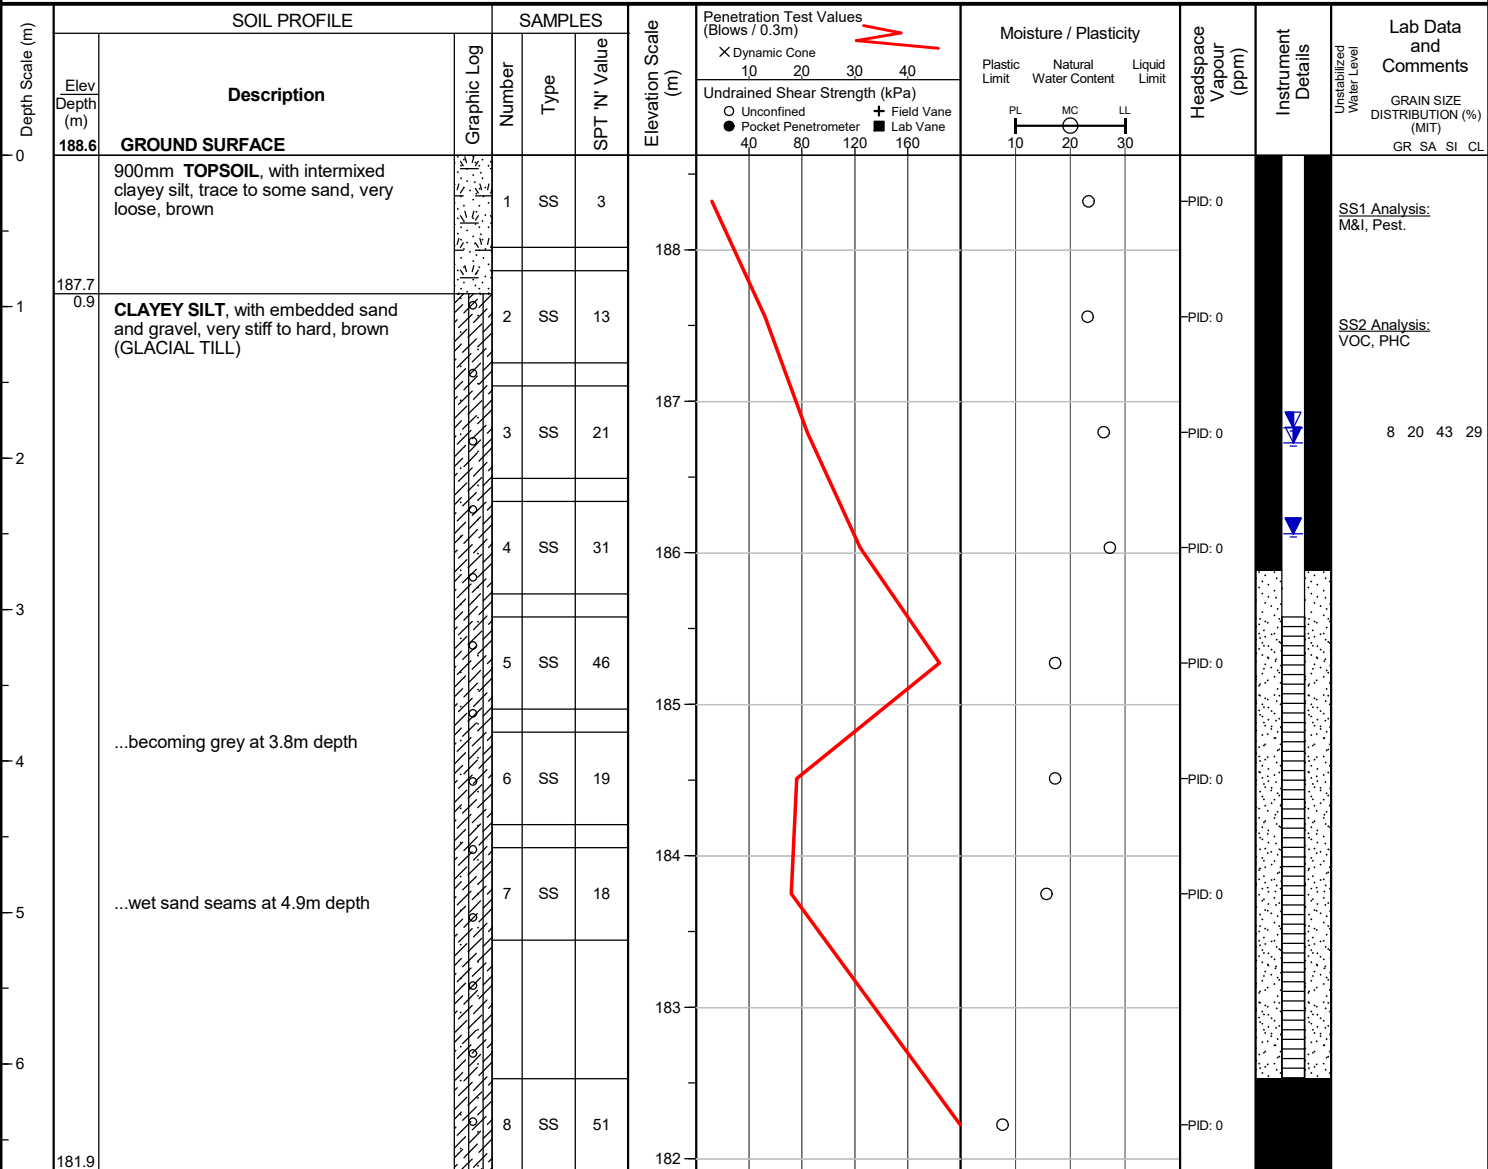 SOIL PROFILE
SAMPLES
Depth Scale (m)
Elev
Depth
(m)
Description
Graphic Log
Number
Type
SPT 'N' Value
Elevation Scale
(m)
Penetration Test Values
(Blows / 0.3m)
× Dynamic Cone
10 20 30 40
Undrained Shear Strength (kPa)
Unconfined
Field Vane
Pocket Penetrometer
Lab Vane
40 80 120 160
Moisture / Plasticity
Plastic
Limit
Natural
Water Content
Liquid
Limit
PL MC LL
10 20 30
Headspace
Vapour
(ppm)
Instrument
Details
Unstabilized
Water Level
Lab Data
and
Comments
GRAIN SIZE
DISTRIBUTION (%)
(MIT)
GR SA SI CL
188.6 GROUND SURFACE
0
900mm TOPSOIL, with intermixed
clayey silt, trace to some sand, very
loose, brown
1 SS 3
PID: 0
SS1 Analysis:
M&I, Pest.
188
187.7
0.9
1
CLAYEY SILT, with embedded sand
and gravel, very stiff to hard, brown
(GLACIAL TILL)
2 SS 13
PID: 0
SS2 Analysis:
VOC, PHC
187
3 SS 21
PID: 0
8 20 43 29
2
4 SS 31
PID: 0
186
3
5 SS 46
PID: 0
185
...becoming grey at 3.8m depth
4
6 SS 19
PID: 0
184
7 SS 18
PID: 0
...wet sand seams at 4.9m depth
5
183
6
8 SS 51
PID: 0
181.9
182